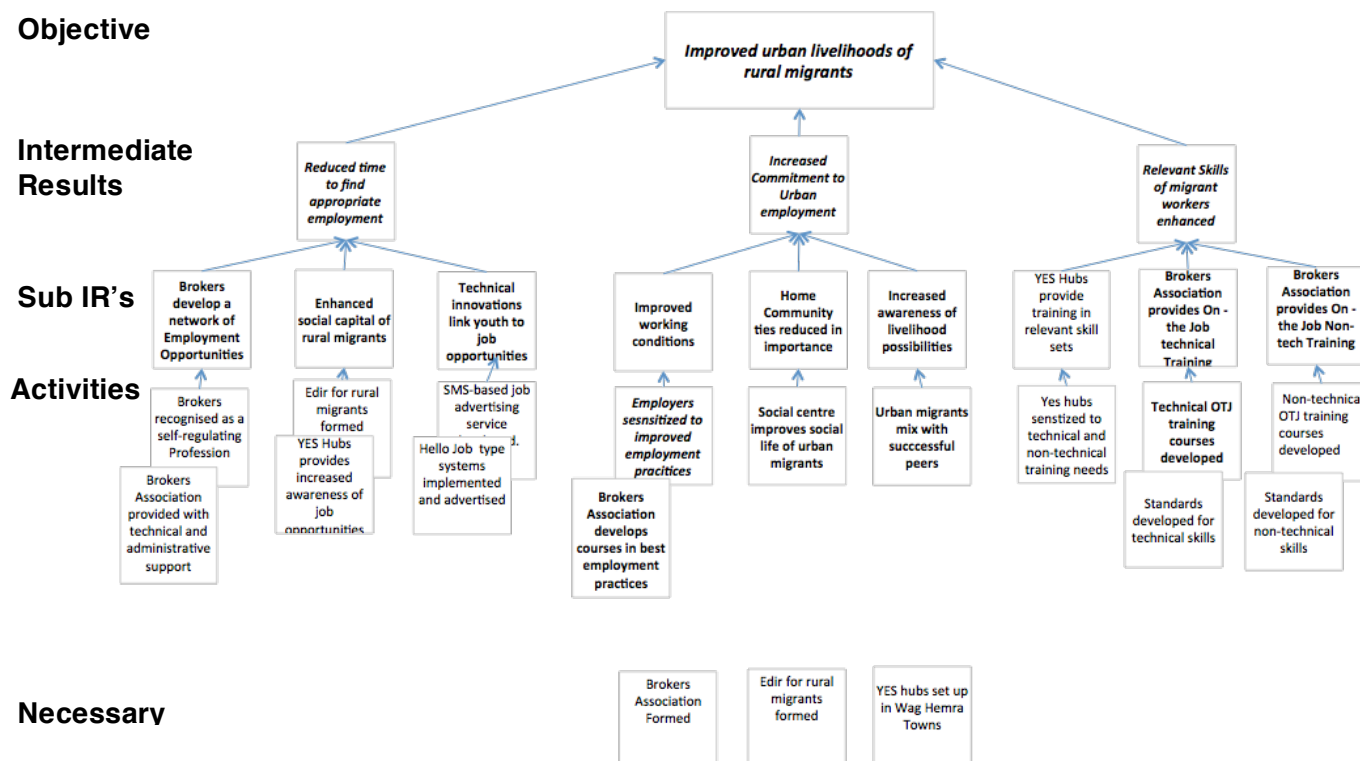 Objective
Improved urban livelihoods of
rural migrants
Intermediate
Results
Reduced time
to find
appropriate
employment
Increased
Commitment to
Urban
employment
Relevant Skills
of migrant
workers
enhanced
Sub IR's
Brokers
develop a
network of
Employment
Opportunities
Enhanced
social capital of
rural migrants
Technical
innovations
link youth to
job
opportunities
Improved
working
conditions
Home
Community
ties reduced in
importance
Increased
awareness of
livelihood
possibilities
YES Hubs
provide
training in
relevant skill
sets
Brokers
Association
provides On -
the Job
technical
Training
Brokers
Association
provides On -
the Job Non-
tech Training
Activities
Brokers
recognised as a
self-regulating
Profession
Brokers
Association
provided with
technical and
administrative
support
Edir for rural
migrants
formed
YES Hubs
provides
increased
awareness of
job
opportunities
SMS-based job
advertising
service
Hello Job type
systems
implemented
and advertised
Employers
sesnsitized to
improved
employment
pracitices
Brokers
Association
develops
courses in best
employment
practices
Social centre
improves social
life of urban
migrants
Urban migrants
mix with
succcessful
peers
Yes hubs
senstized to
technical and
non-technical
training needs
Technical OTJ
training
courses
developed
Standards
developed for
technical skills
Non-technical
OTJ training
courses
developed
Standards
developed for
non-technical
skills
Necessary
Brokers
Association
Formed
Edir for rural
migrants
formed
YES hubs set up
in Wag Hemra
Towns